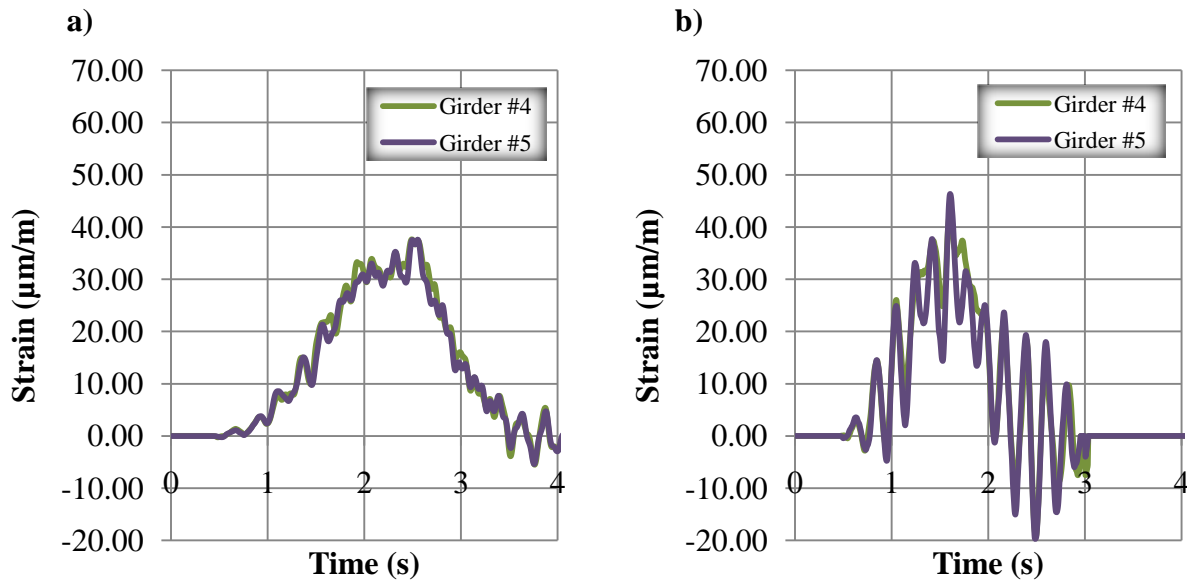 a)
70.00
60.00
50.00
40.00
30.00
20.00
10.00
0.00
-10.00
-20.00
Strain (µm/m)
0 1 2 3 4
Time (s)
Girder #4
Girder #5
b)
70.00
60.00
50.00
40.00
30.00
20.00
10.00
0.00
-10.00
-20.00
Strain (µm/m)
0 1 2 3 4
Time (s)
Girder #4
Girder #5